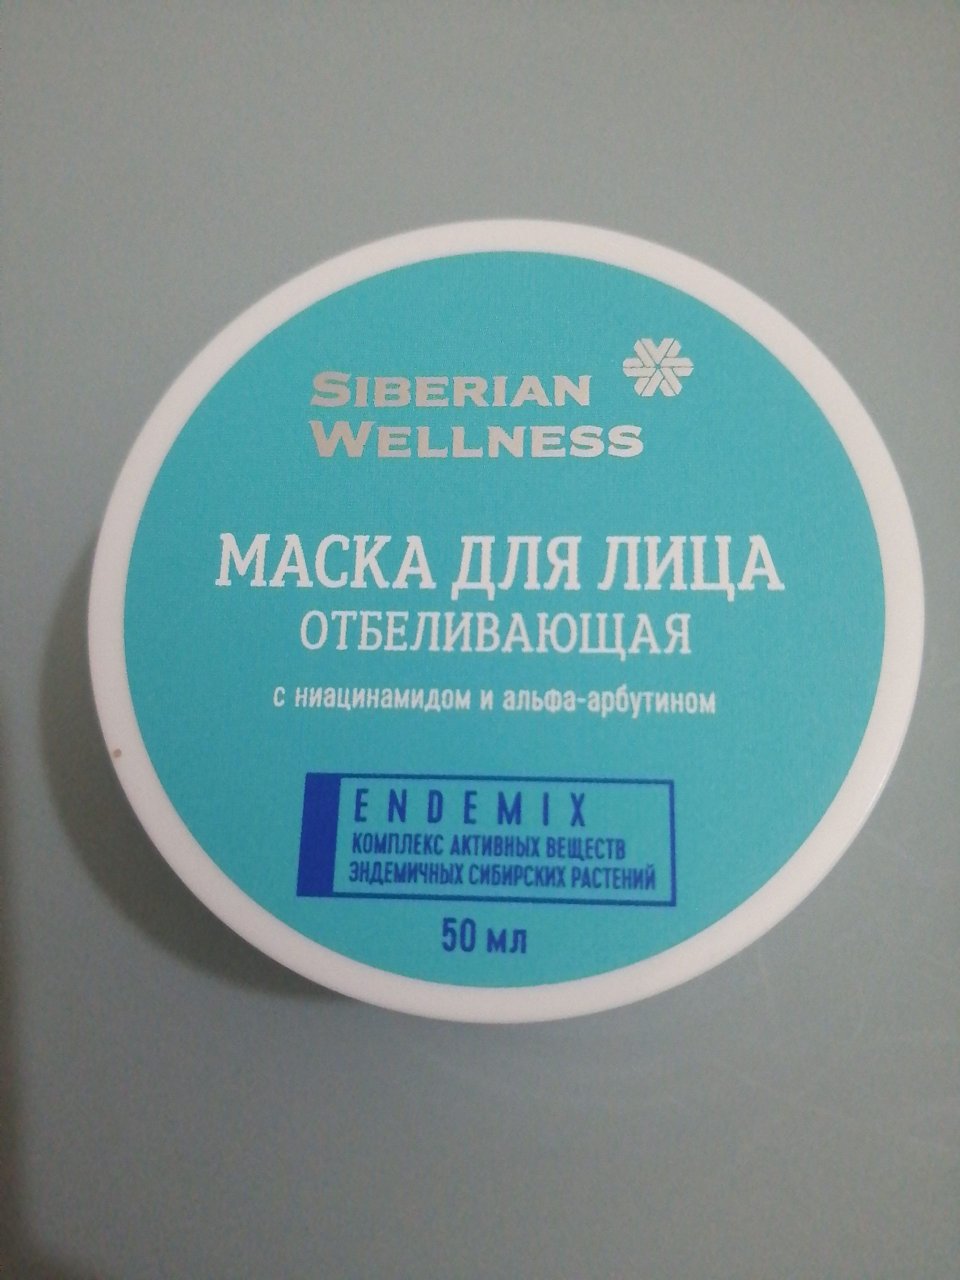 SIBERIAN
WELLNESS
МАСКА ДЛЯ ЛИЦА
ОТБЕЛИВАЮЩАЯ
с ниацинамидом и альфа-арбутином
ENDEMIX
КОМПЛЕКС АКТИВНЫХ ВЕЩЕСТВ
ЭНДЕМИЧНЫХ СИБИРСКИХ РАСТЕНИЙ
50 мл